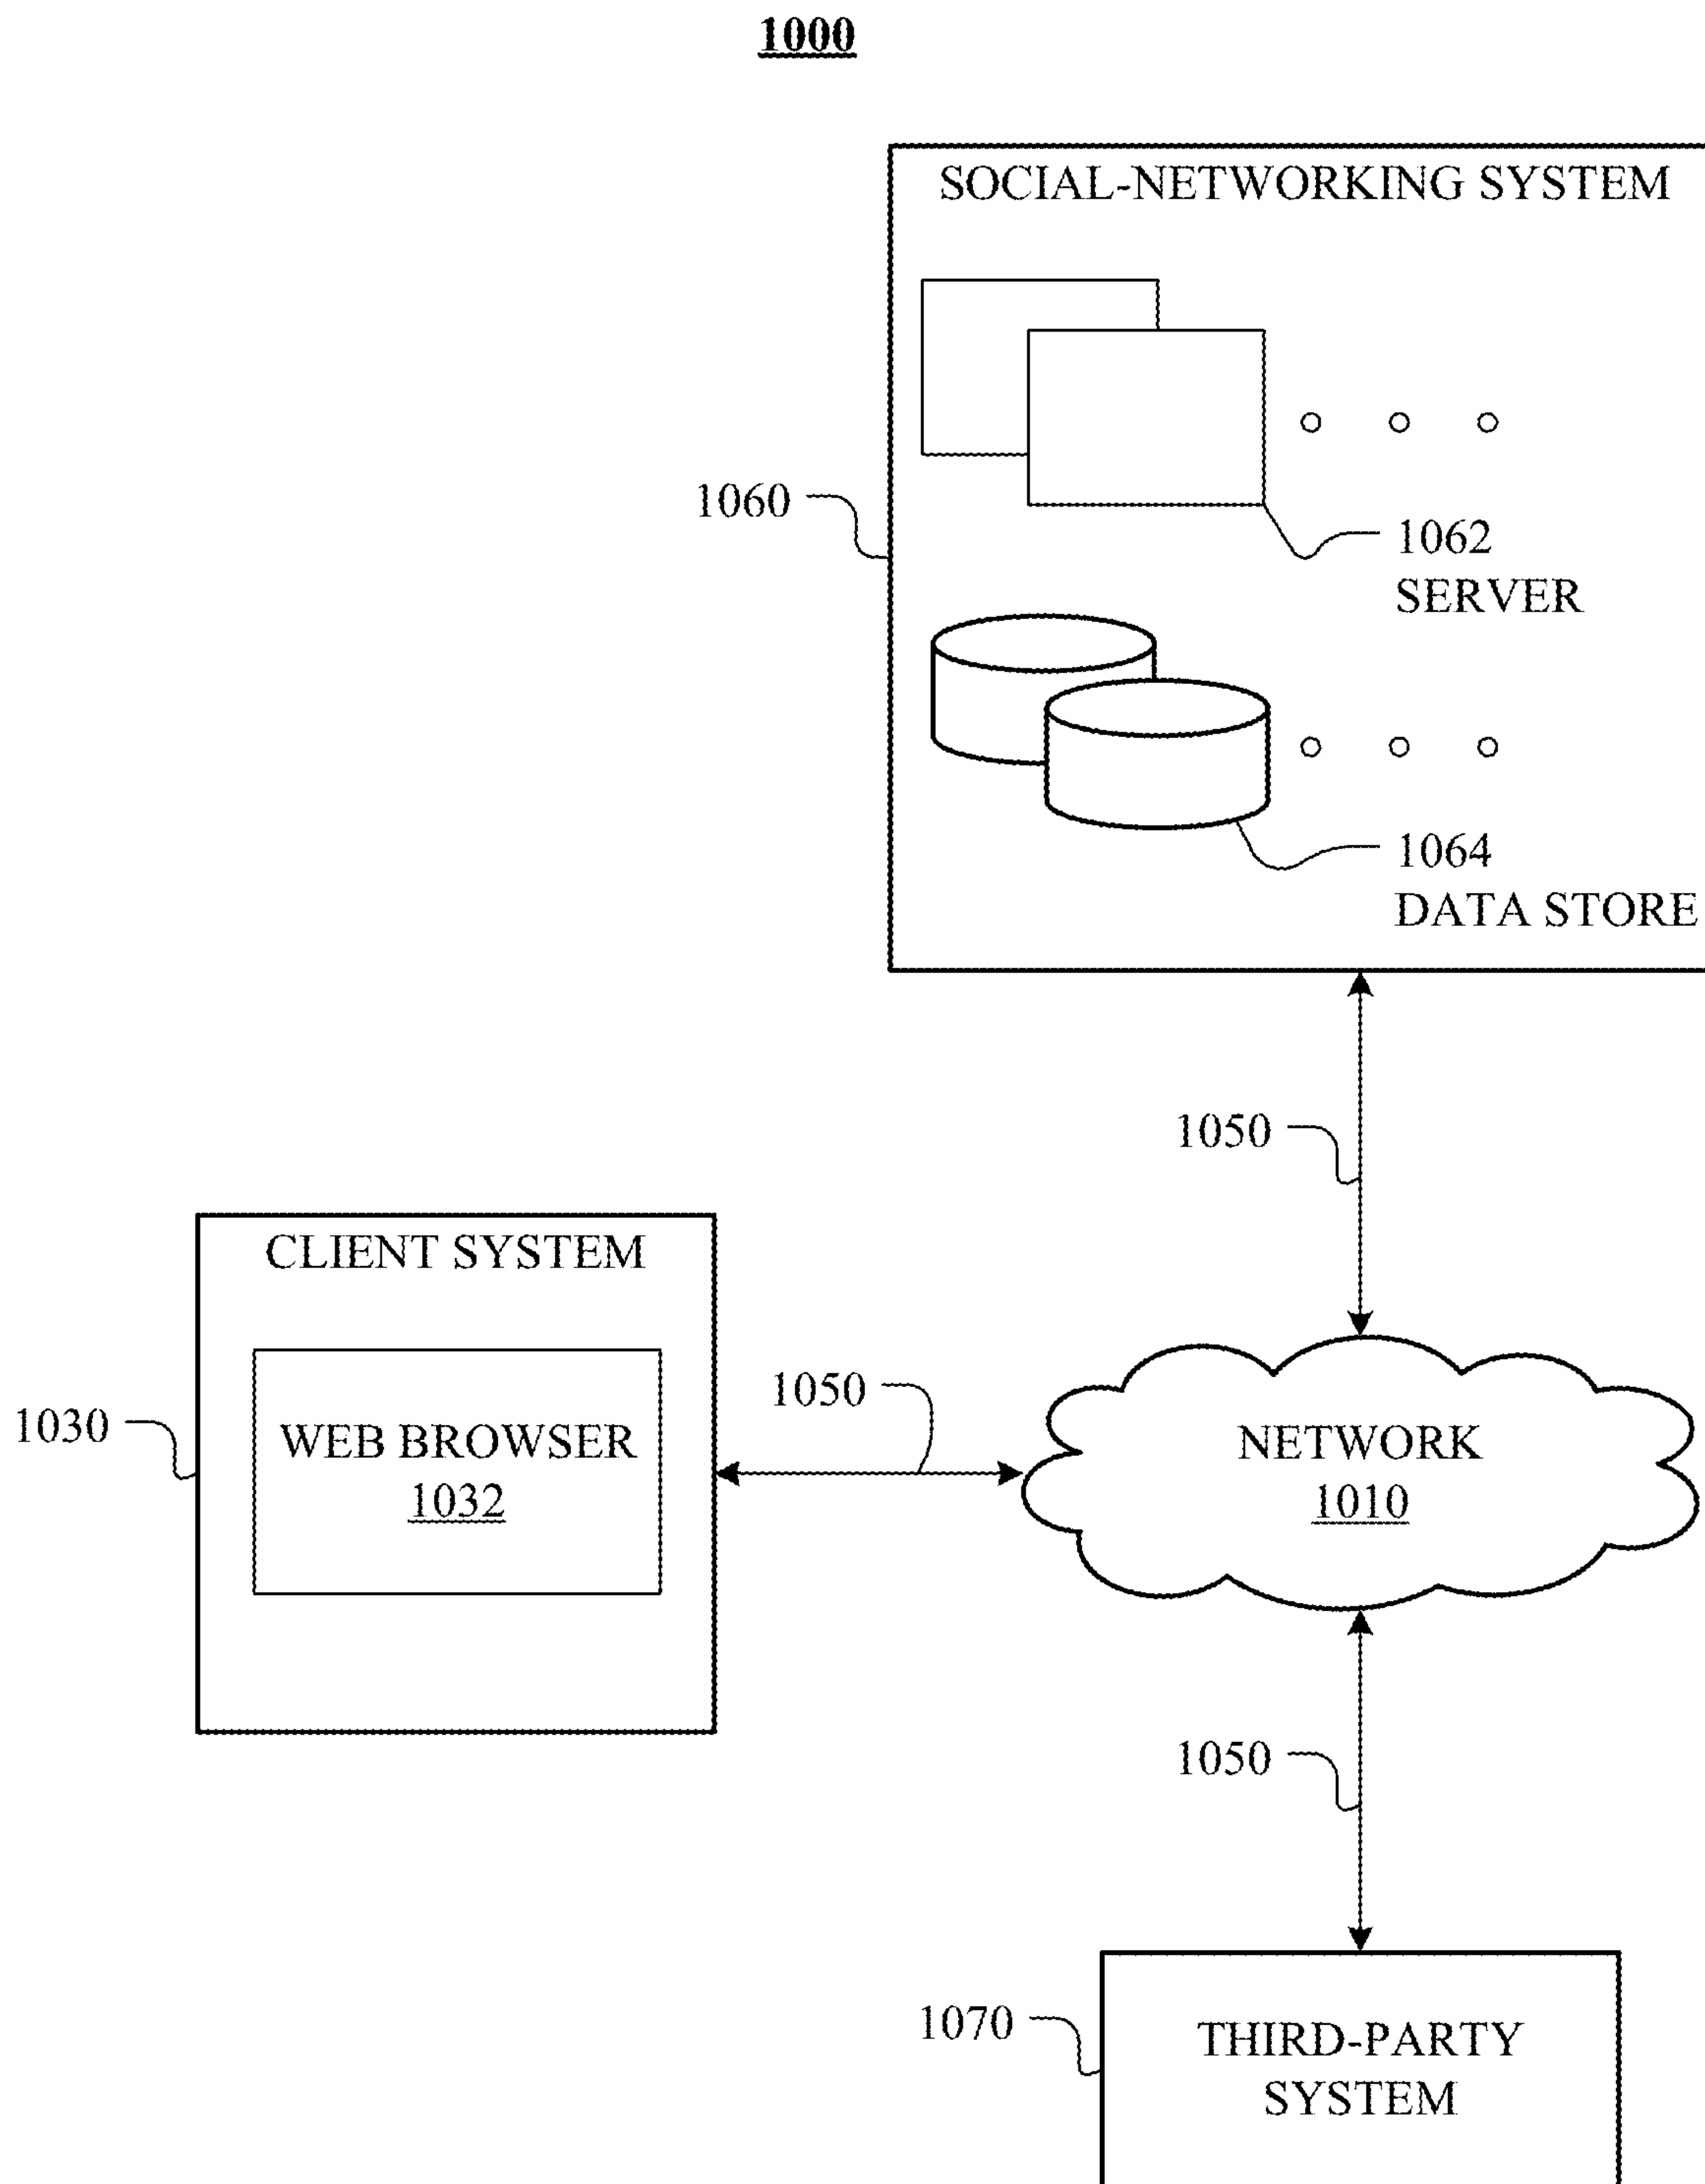 1000
SOCIAL-NETWORKING SYSTEM
1060
1062
SERVER
1064
DATA STORE
1050
CLIENT SYSTEM
1030
WEB BROWSER
1032
1050
NETWORK
1010
1050
1070
THIRD-PARTY
SYSTEM